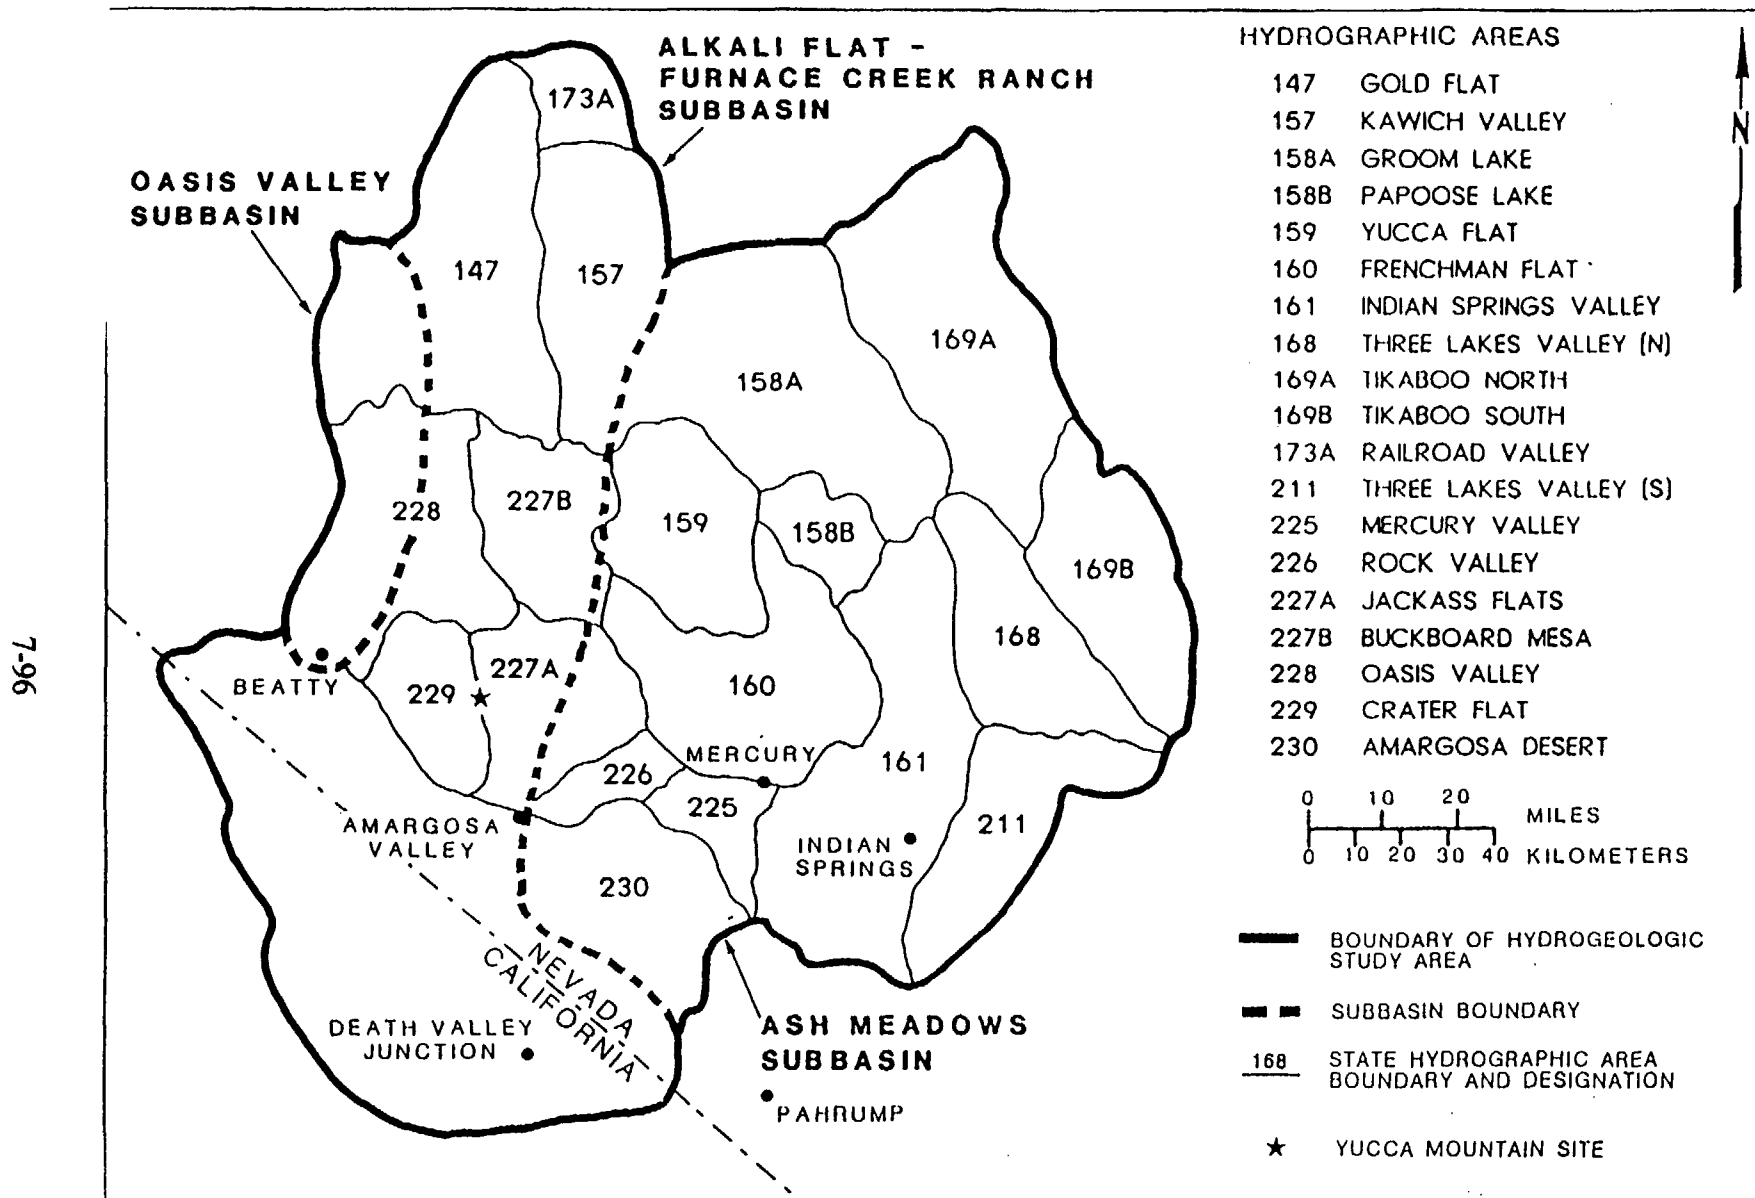 ALKALI FLAT -
FURNACE CREEK RANCH
SUBBASIN
OASIS VALLEY
SUBBASIN
173A
147
157
169A
158A
228
227B
159
158B
169B
168
229
227A
160
BEATTY
MERCURY
226
225
161
211
AMARGOSA
VALLEY
INDIAN
SPRINGS
230
NEVADA
CALIFORNIA
DEATH VALLEY
JUNCTION
ASH MEADOWS
SUBBASIN
PAHRUMP
HYDROGRAPHIC AREAS
147 GOLD FLAT
157 KAWICH VALLEY
158A GROOM LAKE
158B PAPOOSE LAKE
159 YUCCA FLAT
160 FRENCHMAN FLAT
161 INDIAN SPRINGS VALLEY
168 THREE LAKES VALLEY (N)
169A TIKABOO NORTH
169B TIKABOO SOUTH
173A RAILROAD VALLEY
211 THREE LAKES VALLEY (S)
225 MERCURY VALLEY
226 ROCK VALLEY
227A JACKASS FLATS
227B BUCKBOARD MESA
228 OASIS VALLEY
229 CRATER FLAT
230 AMARGOSA DESERT
N
0 10 20 MILES
0 10 20 30 40 KILOMETERS
BOUNDARY OF HYDROGEOLOGIC
STUDY AREA
SUBBASIN BOUNDARY
168 STATE HYDROGRAPHIC AREA
BOUNDARY AND DESIGNATION
★ YUCCA MOUNTAIN SITE
7-96